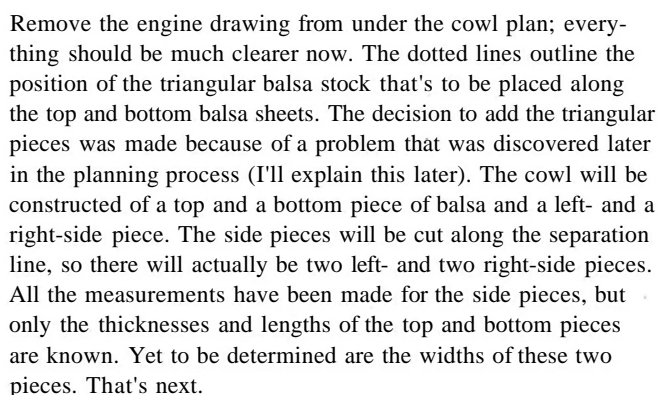 Remove the engine drawing from under the cowl plan; every-
thing should be much clearer now. The dotted lines outline the
position of the triangular balsa stock that's to be placed along
the top and bottom balsa sheets. The decision to add the triangular
pieces was made because of a problem that was discovered later
in the planning process (I'll explain this later). The cowl will be
constructed of a top and a bottom piece of balsa and a left- and a
right-side piece. The side pieces will be cut along the separation
line, so there will actually be two left- and two right-side pieces.
All the measurements have been made for the side pieces, but
only the thicknesses and lengths of the top and bottom pieces
are known. Yet to be determined are the widths of these two
pieces. That's next.